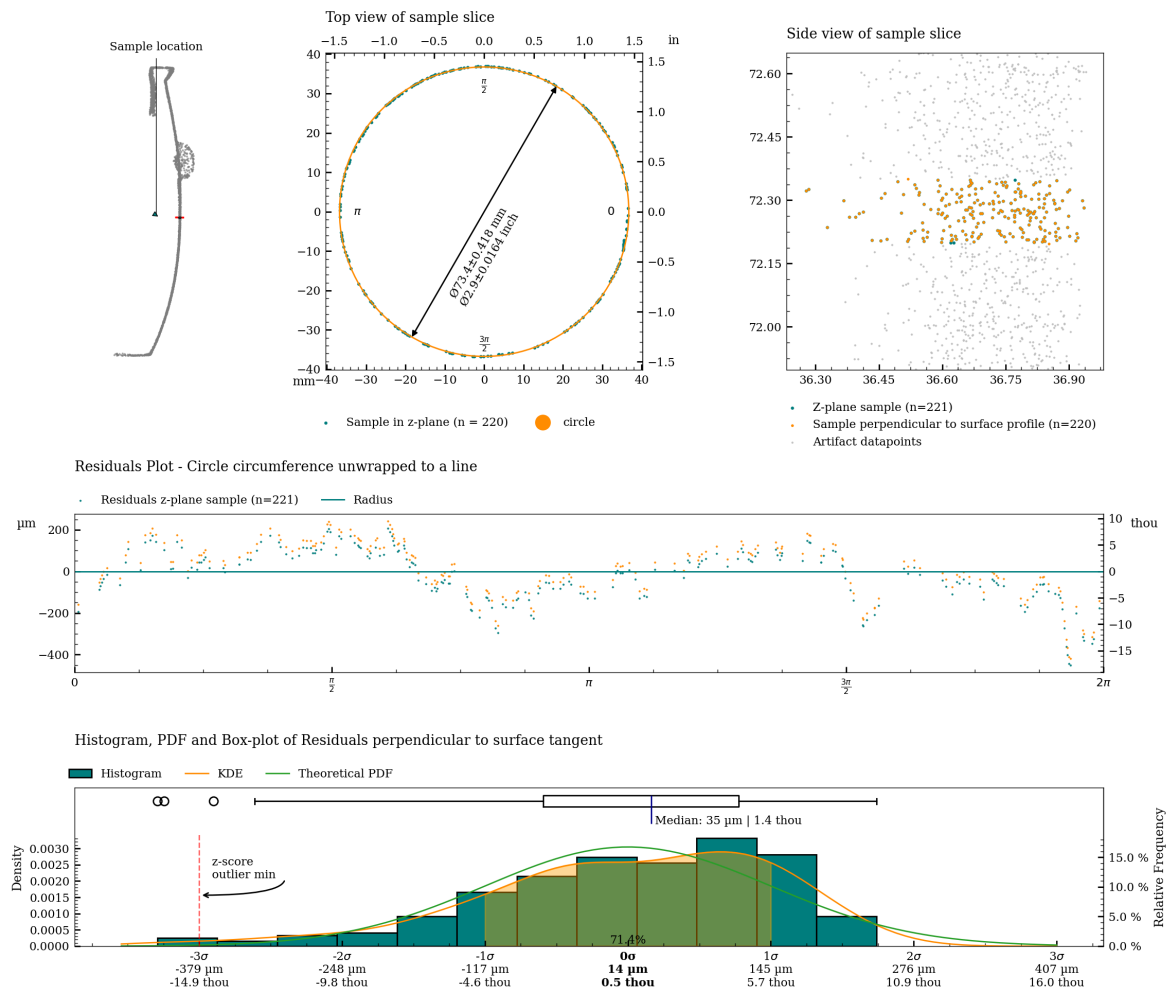 Sample location
Top view of sample slice
−1.5 −1.0 −0.5 0.0 0.5 1.0 1.5 in
40 30 20 10 0 −10 −20 −30 −40
1.5 1.0 0.5 0.0 −0.5 −1.0 −1.5
π/2
π
0
3π/2
Ø73.4±0.418 mm
Ø2.9±0.0164 inch
mm −40 −30 −20 −10 0 10 20 30 40
Sample in z-plane (n = 220) circle
Side view of sample slice
72.60
72.45
72.30
72.15
72.00
36.30 36.45 36.60 36.75 36.90
Z-plane sample (n=221)
Sample perpendicular to surface profile (n=220)
Artifact datapoints
Residuals Plot - Circle circumference unwrapped to a line
Residuals z-plane sample (n=221) Radius
µm
200
0
−200
−400
10 thou
5
0
−5
−10
−15
0 π/2 π 3π/2 2π
Histogram, PDF and Box-plot of Residuals perpendicular to surface tangent
Histogram KDE Theoretical PDF
Median: 35 µm | 1.4 thou
z-score
outlier min
Density
0.0030
0.0025
0.0020
0.0015
0.0010
0.0005
0.0000
Relative Frequency
15.0 %
10.0 %
5.0 %
0.0 %
71.4%
-3σ -2σ -1σ 0σ 1σ 2σ 3σ
-379 µm -248 µm -117 µm 14 µm 145 µm 276 µm 407 µm
-14.9 thou -9.8 thou -4.6 thou 0.5 thou 5.7 thou 10.9 thou 16.0 thou